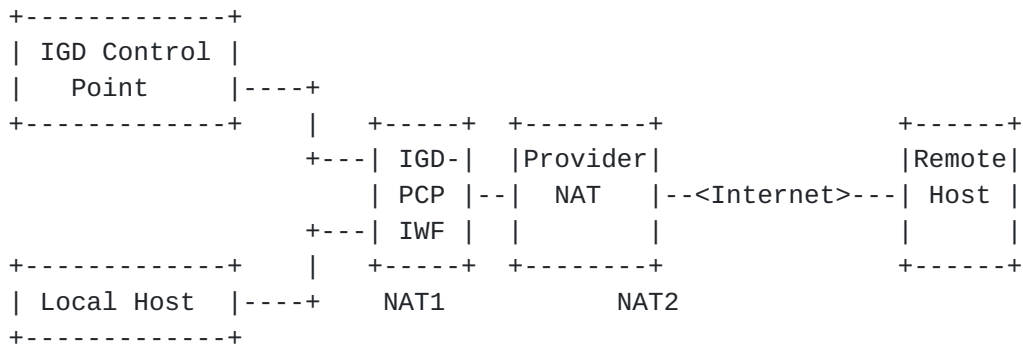 +-------------+
| IGD Control |
|   Point     |----+
+-------------+    |   +-----+  +--------+               +------+
                   +---| IGD-|  |Provider|               |Remote|
                       | PCP |--|  NAT   |--<Internet>---| Host |
                   +---| IWF |  |        |               |      |
+-------------+    |   +-----+  +--------+               +------+
| Local Host  |----+    NAT1           NAT2
+-------------+